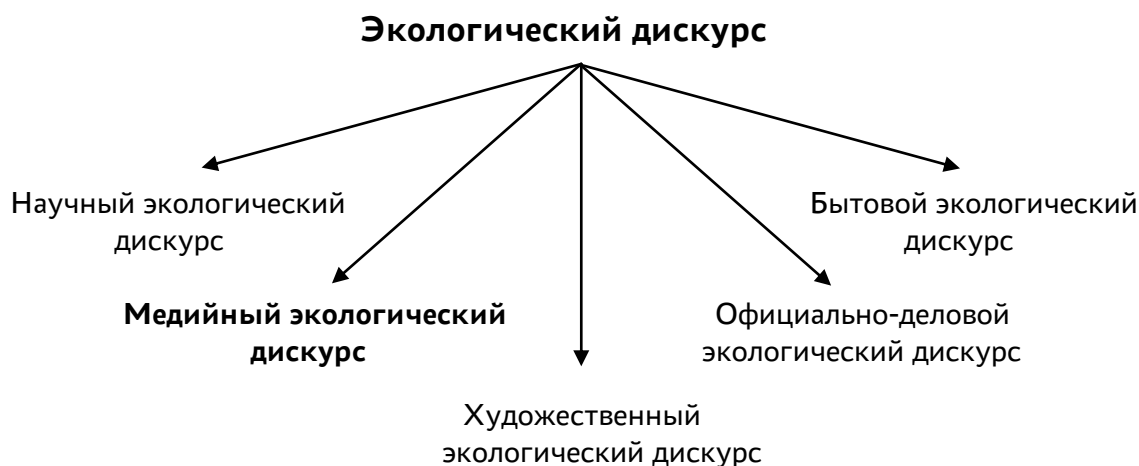 Экологический дискурс
Научный экологический
дискурс
Бытовой экологический
дискурс
Медийный экологический
дискурс
Официально-деловой
экологический дискурс
Художественный
экологический дискурс